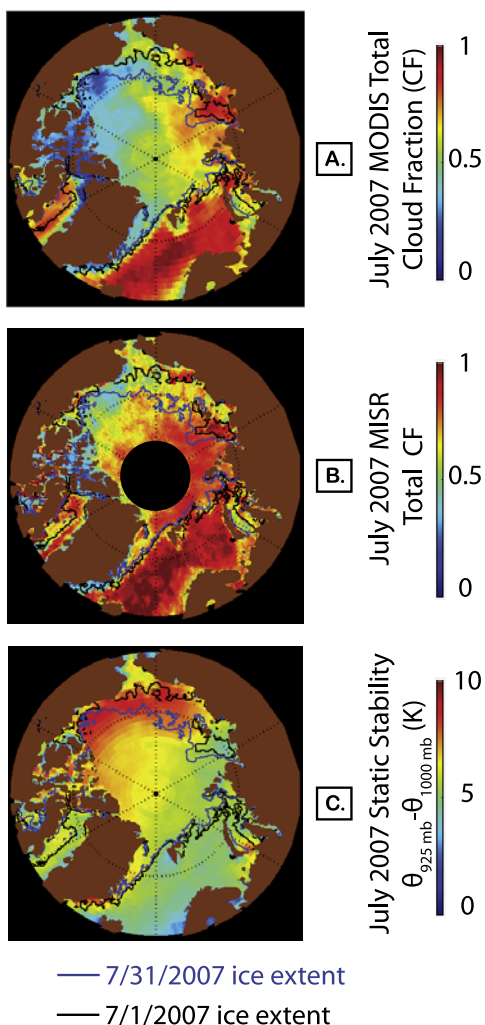 A.
July 2007 MODIS Total
Cloud Fraction (CF)
1
0.5
0
B.
July 2007 MISR
Total CF
1
0.5
0
C.
July 2007 Static Stability
θ925 mb-θ1000 mb (K)
10
5
0
7/31/2007 ice extent
7/1/2007 ice extent